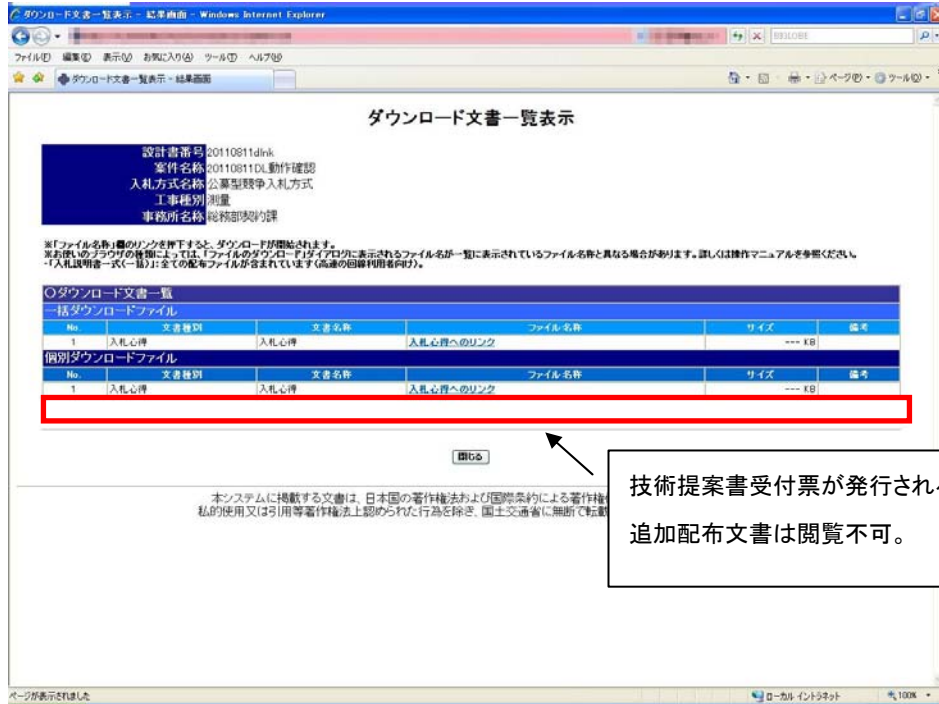 ダウンロード文書一覧表示 - 結果画面 - Windows Internet Explorer
BIGLOBE
ファイル(F) 編集(E) 表示(V) お気に入り(A) ツール(T) ヘルプ(H)
ダウンロード文書一覧表示 - 結果画面
ページ(P) ツール(O)
ダウンロード文書一覧表示
設計書番号 20110811dlnk
案件名称 20110811DL動作確認
入札方式名称 公募型競争入札方式
工事種別 測量
事務所名称 総務部契約課
※「ファイル名称」欄のリンクを押下すると、ダウンロードが開始されます。
※お使いのブラウザの種類によっては、「ファイルのダウンロード」ダイアログに表示されるファイル名が一覧に表示されているファイル名称と異なる場合があります。詳しくは操作マニュアルを参照ください。
・「入札説明書一式(一括)」:全ての配布ファイルが含まれています(高速の回線利用者向け)。
○ダウンロード文書一覧
一括ダウンロードファイル
No. 文書種別 文書名称 ファイル名称 サイズ 備考
1 入札心得 入札心得 入札心得へのリンク --- KB
個別ダウンロードファイル
No. 文書種別 文書名称 ファイル名称 サイズ 備考
1 入札心得 入札心得 入札心得へのリンク --- KB
閉じる
技術提案書受付票が発行され
追加配布文書は閲覧不可。
本システムに掲載する文書は、日本国の著作権法および国際条約による著作権
私的使用又は引用等著作権法上認められた行為を除き、国土交通省に無断で転載
ページが表示されました
ローカル イントラネット
100%